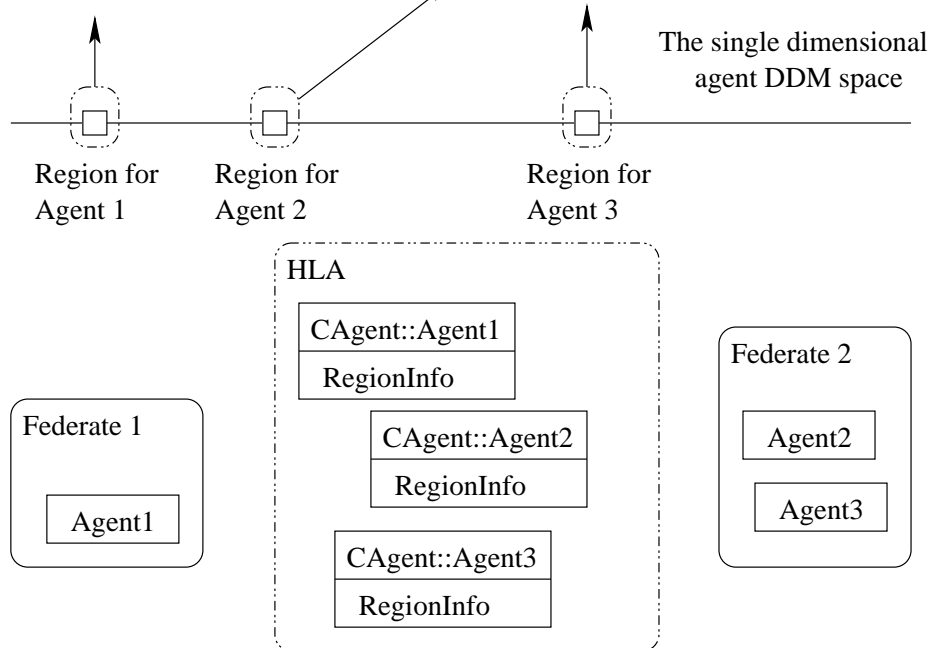 The single dimensional
agent DDM space
Region for
Agent 1
Region for
Agent 2
Region for
Agent 3
HLA
CAgent::Agent1
RegionInfo
CAgent::Agent2
RegionInfo
CAgent::Agent3
RegionInfo
Federate 1
Agent1
Federate 2
Agent2
Agent3